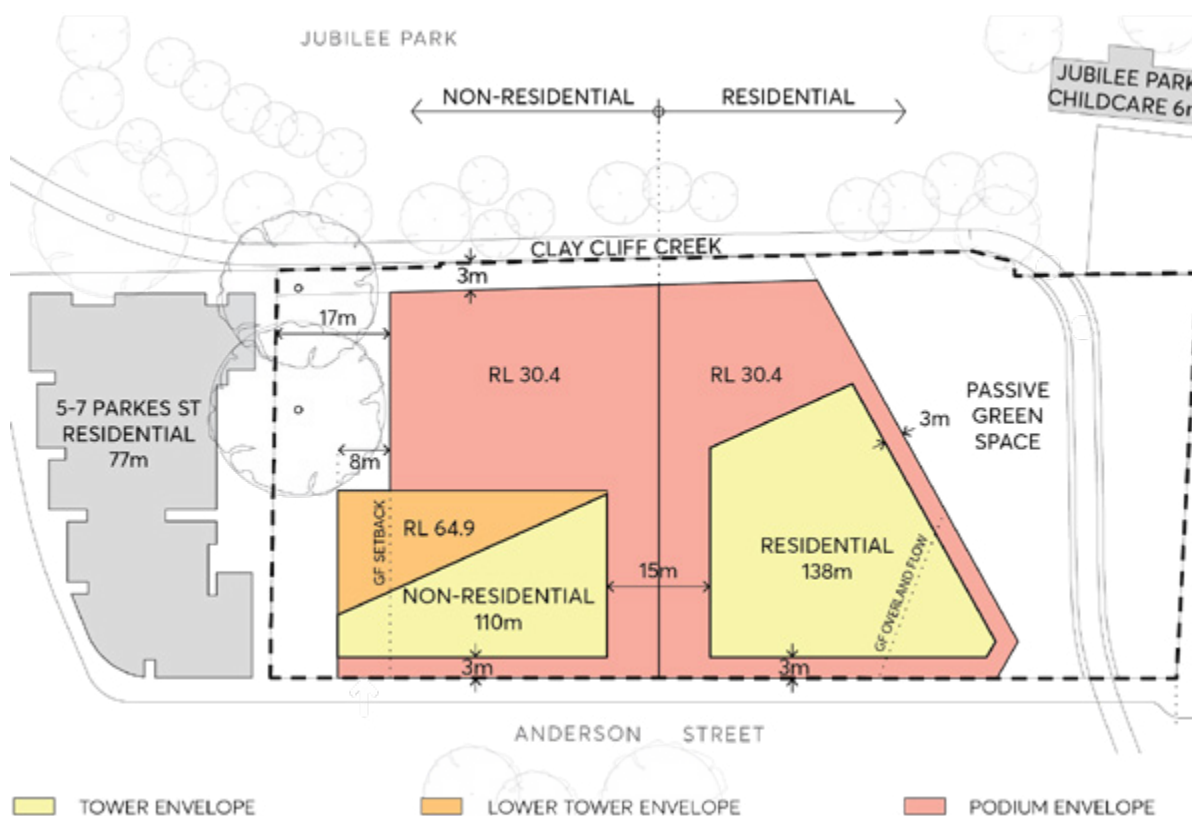 JUBILEE PARK
NON-RESIDENTIAL
RESIDENTIAL
JUBILEE PARK
CHILDCARE 6m
CLAY CLIFF CREEK
3m
17m
RL 30.4
RL 30.4
5-7 PARKES ST
RESIDENTIAL
77m
PASSIVE
GREEN
SPACE
3m
8m
GF SETBACK
RL 64.9
RESIDENTIAL
138m
15m
NON-RESIDENTIAL
110m
GF OVERLAND FLOW
3m
3m
ANDERSON STREET
TOWER ENVELOPE
LOWER TOWER ENVELOPE
PODIUM ENVELOPE